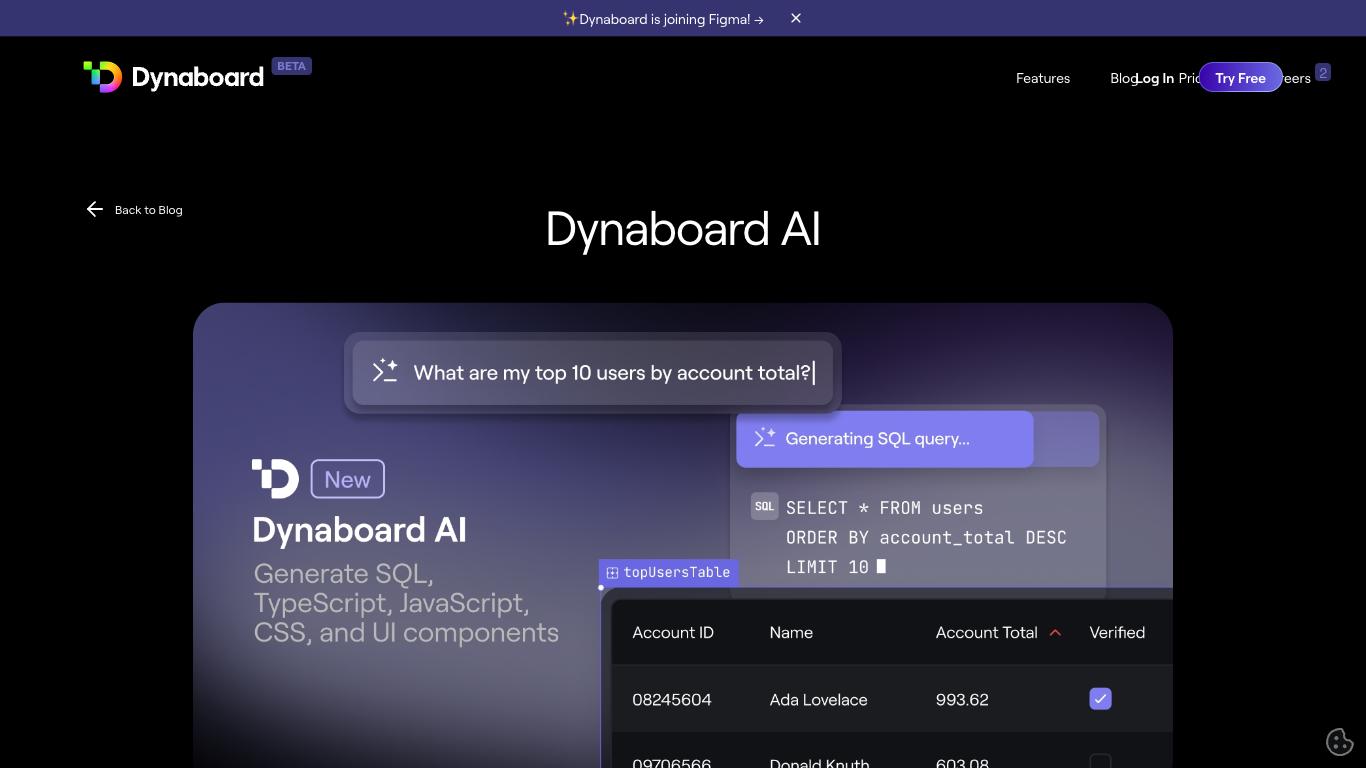 ✨Dynaboard is joining Figma! →
Dynaboard
BETA
Features
Blog
Log In
Pric
Try Free
eers
2
Back to Blog
Dynaboard AI
What are my top 10 users by account total?
Generating SQL query...
New
SQL
SELECT * FROM users
ORDER BY account_total DESC
LIMIT 10
Dynaboard AI
Generate SQL,
TypeScript, JavaScript,
CSS, and UI components
topUsersTable
Account ID Name Account Total Verified
08245604 Ada Lovelace 993.62
09706566 Donald Knuth 603.08